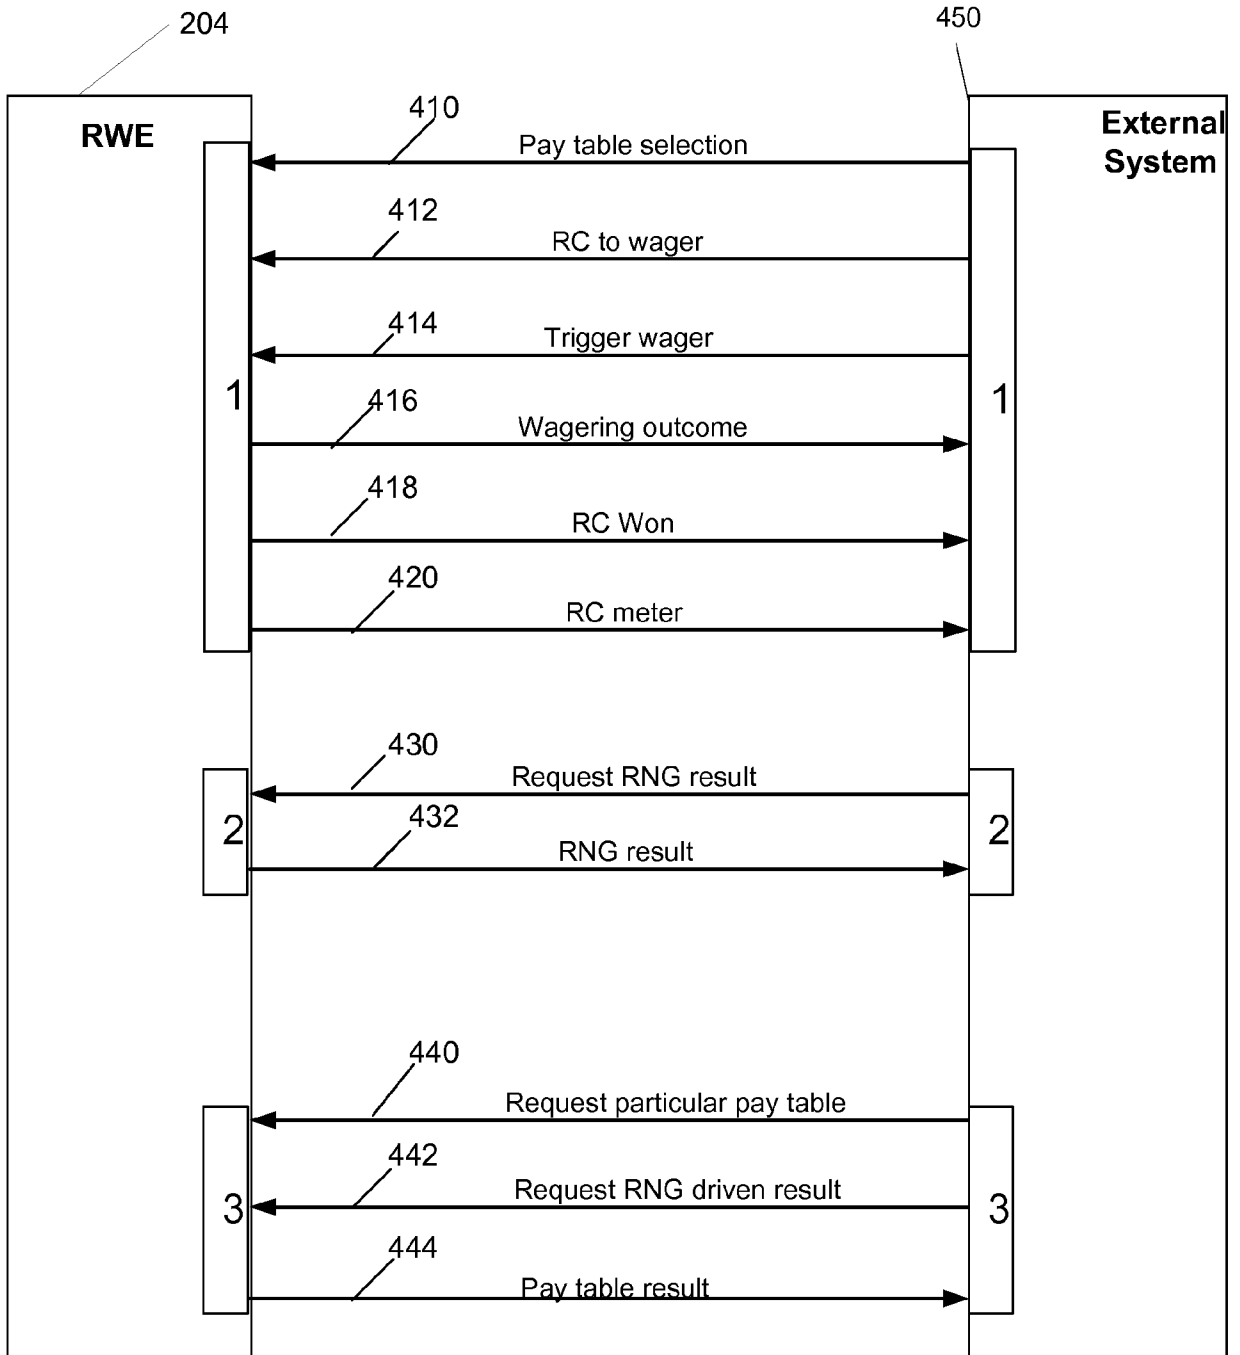 204
450
RWE
External
System
410
Pay table selection
412
RC to wager
414
Trigger wager
1
1
416
Wagering outcome
418
RC Won
420
RC meter
430
Request RNG result
2
2
432
RNG result
440
Request particular pay table
442
Request RNG driven result
3
3
444
Pay table result